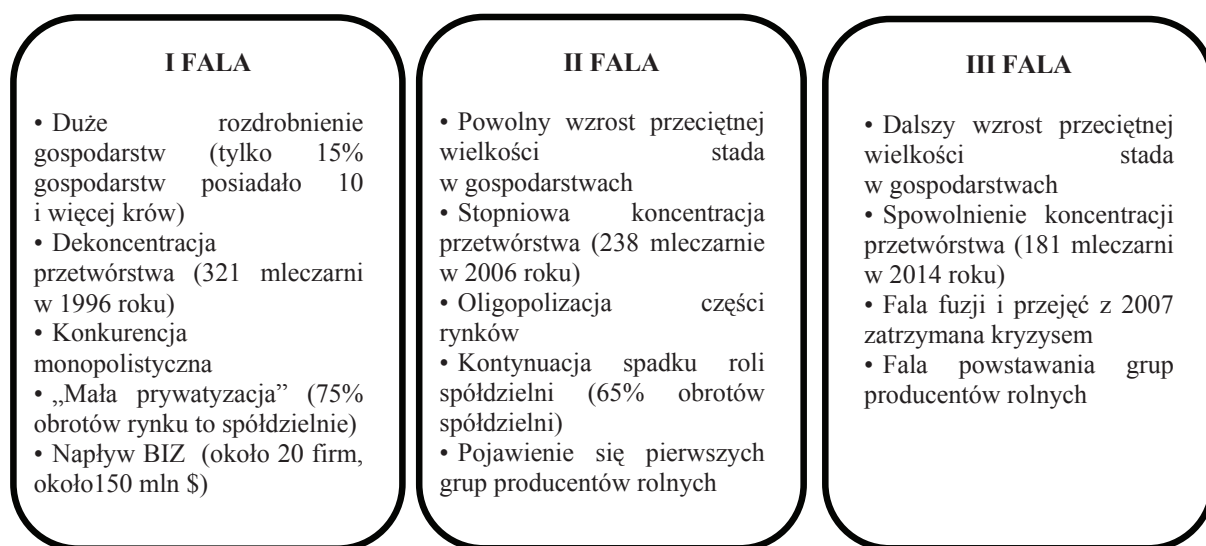 I FALA
• Duże rozdrobnienie
gospodarstw (tylko 15%
gospodarstw posiadało 10
i więcej krów)
• Dekoncentracja
przetwórstwa (321 mleczarni
w 1996 roku)
• Konkurencja
monopolistyczna
• „Mała prywatyzacja” (75%
obrotów rynku to spółdzielnie)
• Napływ BIZ (około 20 firm,
około150 mln $)
II FALA
• Powolny wzrost przeciętnej
wielkości stada
w gospodarstwach
• Stopniowa koncentracja
przetwórstwa (238 mleczarnie
w 2006 roku)
• Oligopolizacja części
rynków
• Kontynuacja spadku roli
spółdzielni (65% obrotów
spółdzielni)
• Pojawienie się pierwszych
grup producentów rolnych
III FALA
• Dalszy wzrost przeciętnej
wielkości stada
w gospodarstwach
• Spowolnienie koncentracji
przetwórstwa (181 mleczarni
w 2014 roku)
• Fala fuzji i przejęć z 2007
zatrzymana kryzysem
• Fala powstawania grup
producentów rolnych